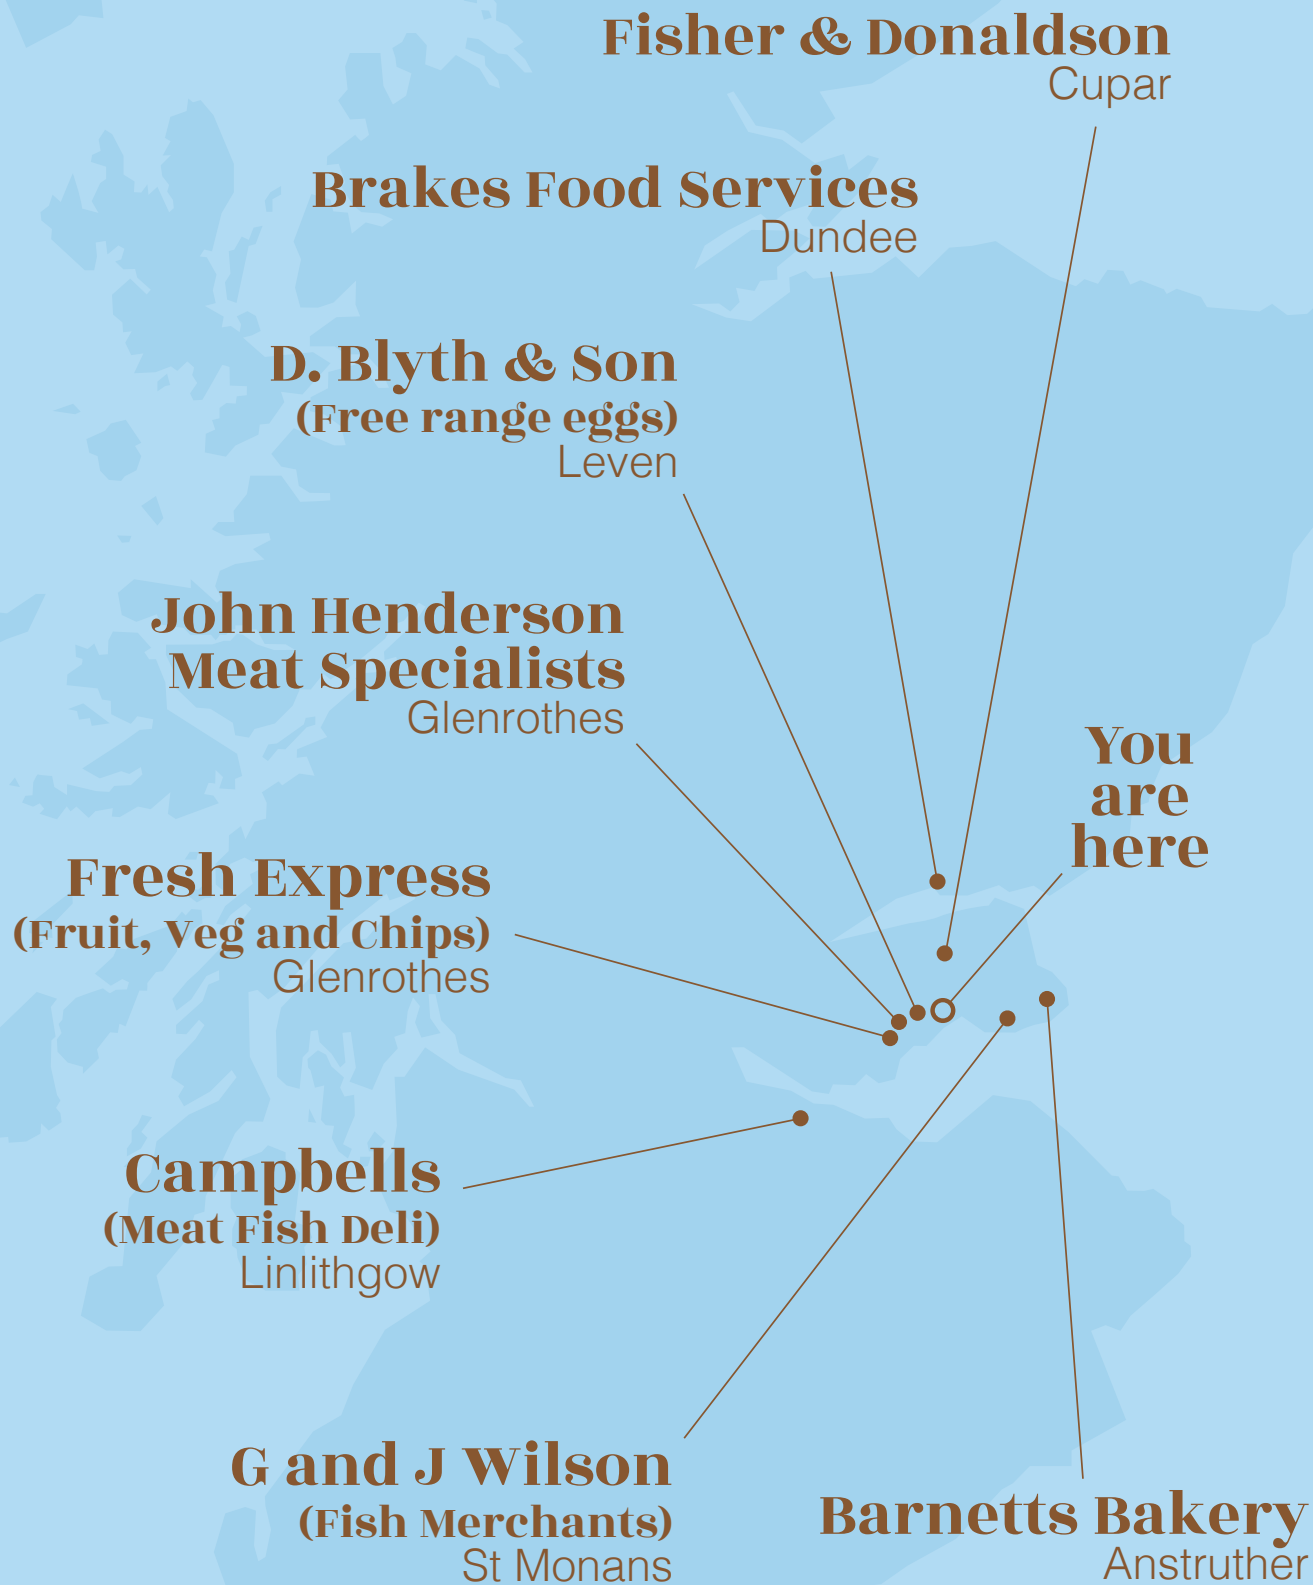 Fisher & Donaldson
Cupar
Brakes Food Services
Dundee
D. Blyth & Son
(Free range eggs)
Leven
John Henderson
Meat Specialists
Glenrothes
You
are
here
Fresh Express
(Fruit, Veg and Chips)
Glenrothes
Campbells
(Meat Fish Deli)
Linlithgow
G and J Wilson
(Fish Merchants)
St Monans
Barnetts Bakery
Anstruther